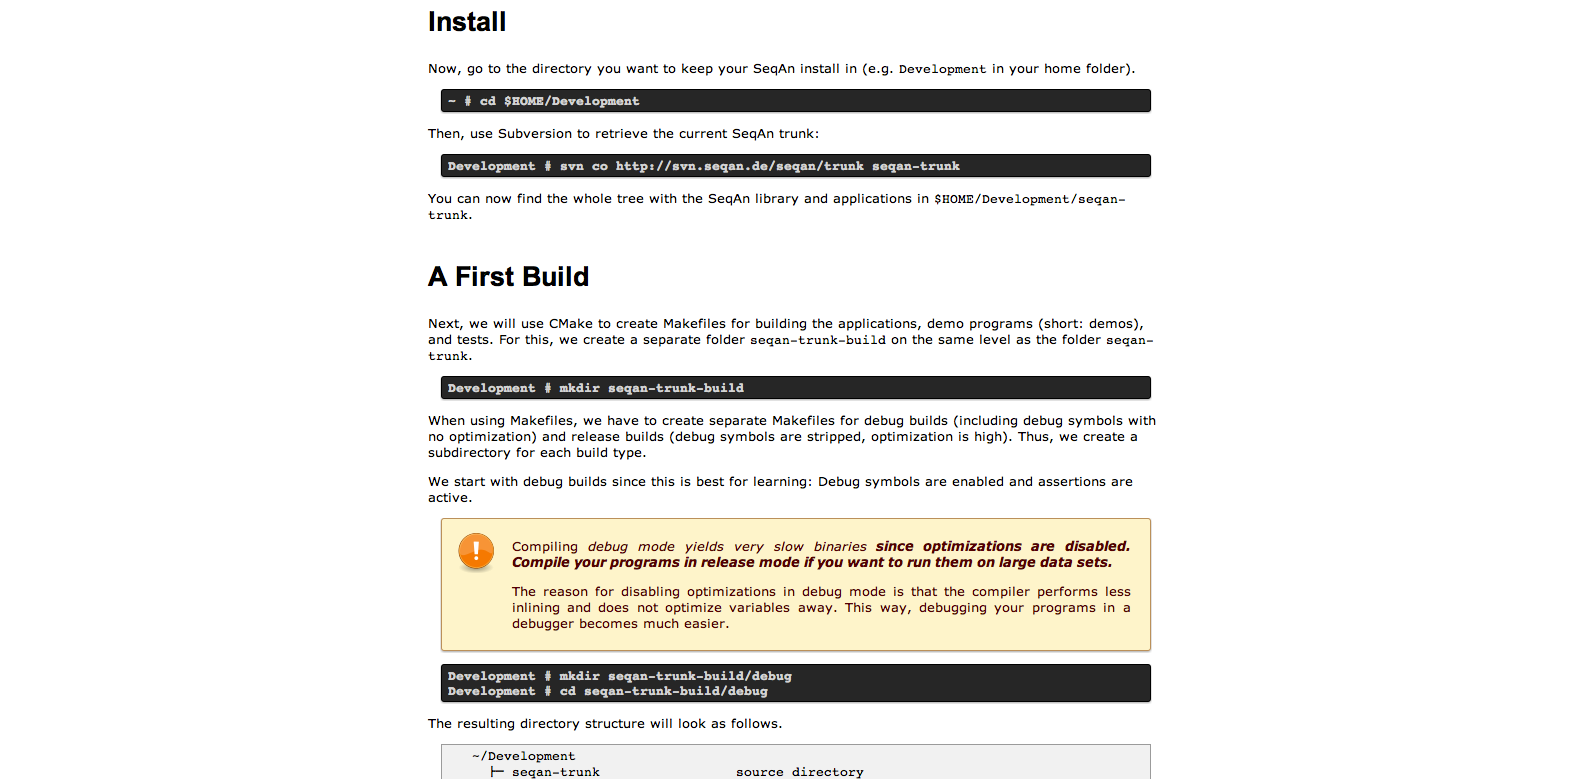 Install
Now, go to the directory you want to keep your SeqAn install in (e.g. Development in your home folder).
~ # cd $HOME/Development
Then, use Subversion to retrieve the current SeqAn trunk:
Development # svn co http://svn.seqan.de/seqan/trunk seqan-trunk
You can now find the whole tree with the SeqAn library and applications in $HOME/Development/seqan-
trunk.
A First Build
Next, we will use CMake to create Makefiles for building the applications, demo programs (short: demos),
and tests. For this, we create a separate folder seqan-trunk-build on the same level as the folder seqan-
trunk.
Development # mkdir seqan-trunk-build
When using Makefiles, we have to create separate Makefiles for debug builds (including debug symbols with
no optimization) and release builds (debug symbols are stripped, optimization is high). Thus, we create a
subdirectory for each build type.
We start with debug builds since this is best for learning: Debug symbols are enabled and assertions are
active.
Compiling debug mode yields very slow binaries since optimizations are disabled.
Compile your programs in release mode if you want to run them on large data sets.
The reason for disabling optimizations in debug mode is that the compiler performs less
inlining and does not optimize variables away. This way, debugging your programs in a
debugger becomes much easier.
Development # mkdir seqan-trunk-build/debug
Development # cd seqan-trunk-build/debug
The resulting directory structure will look as follows.
~/Development
├─ seqan-trunk source directory